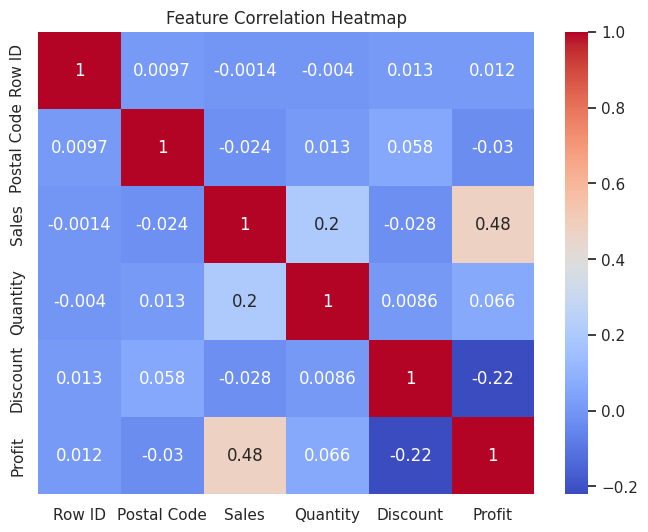 Feature Correlation Heatmap
Row ID 1 0.0097 -0.0014 -0.004 0.013 0.012
Postal Code 0.0097 1 -0.024 0.013 0.058 -0.03
Sales -0.0014 -0.024 1 0.2 -0.028 0.48
Quantity -0.004 0.013 0.2 1 0.0086 0.066
Discount 0.013 0.058 -0.028 0.0086 1 -0.22
Profit 0.012 -0.03 0.48 0.066 -0.22 1
Row ID Postal Code Sales Quantity Discount Profit
1.0
0.8
0.6
0.4
0.2
0.0
−0.2